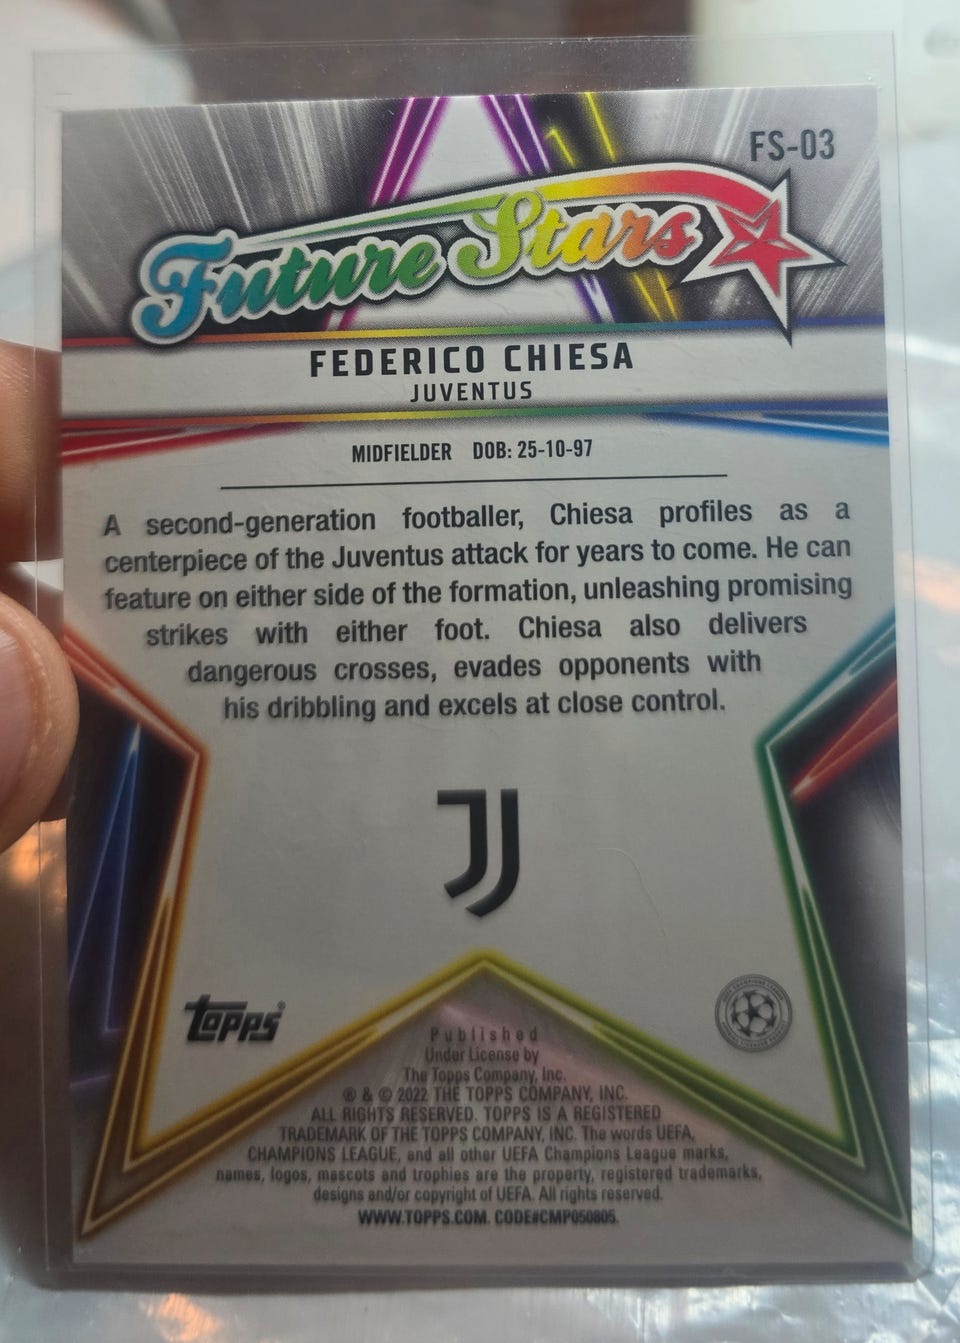 FS-03
Future Stars
FEDERICO CHIESA
JUVENTUS
MIDFIELDER DOB: 25-10-97
A second-generation footballer, Chiesa profiles as a
centerpiece of the Juventus attack for years to come. He can
feature on either side of the formation, unleashing promising
strikes with either foot. Chiesa also delivers
dangerous crosses, evades opponents with
his dribbling and excels at close control.
TOPPS®
Published
Under License by
The Topps Company, Inc.
® & © 2022 THE TOPPS COMPANY, INC.
ALL RIGHTS RESERVED. TOPPS IS A REGISTERED
TRADEMARK OF THE TOPPS COMPANY, INC. The words UEFA,
CHAMPIONS LEAGUE, and all other UEFA Champions League marks,
names, logos, mascots and trophies are the property, registered trademarks,
designs and/or copyright of UEFA. All rights reserved.
WWW.TOPPS.COM. CODE#CMP050805.